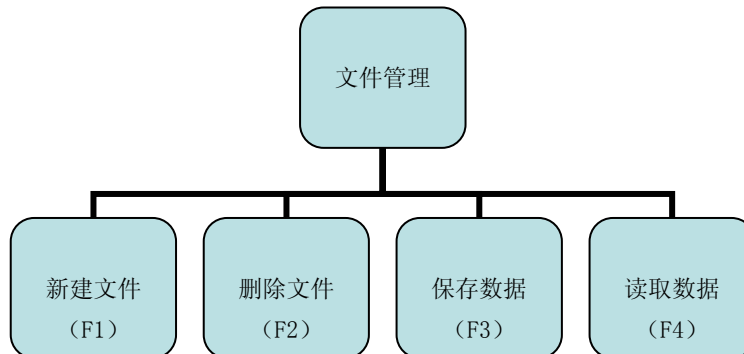 文件管理
新建文件
（F1）
删除文件
（F2）
保存数据
（F3）
读取数据
（F4）